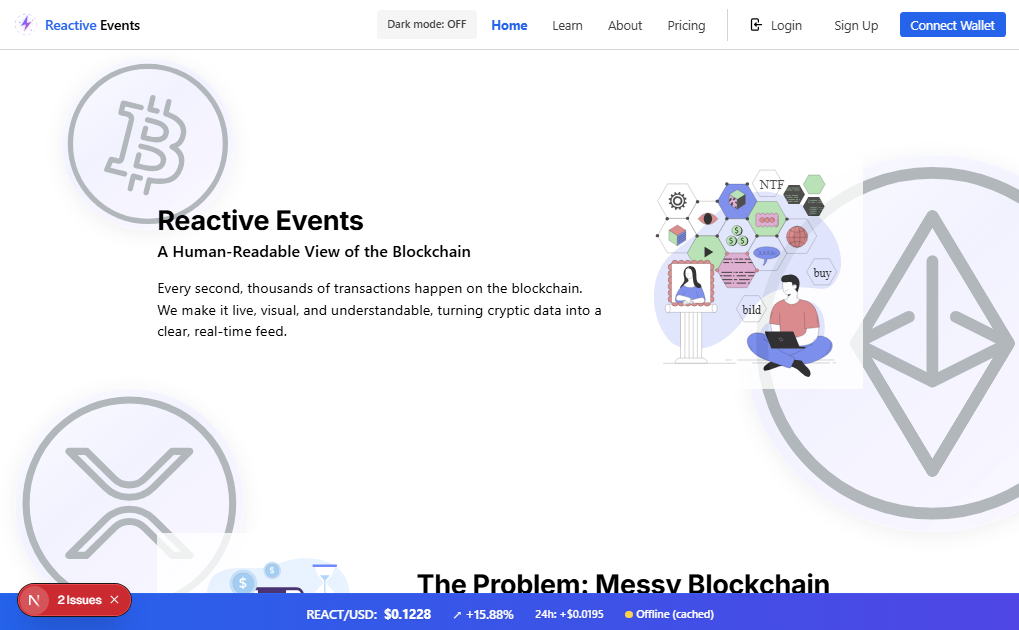 Reactive Events
Dark mode: OFF
Home
Learn
About
Pricing
Login
Sign Up
Connect Wallet
Reactive Events
A Human-Readable View of the Blockchain
Every second, thousands of transactions happen on the blockchain.
We make it live, visual, and understandable, turning cryptic data into a
clear, real-time feed.
NTF
buy
bild
The Problem: Messy Blockchain
N
2 Issues
REACT/USD: $0.1228
↗ +15.88%
24h: +$0.0195
Offline (cached)